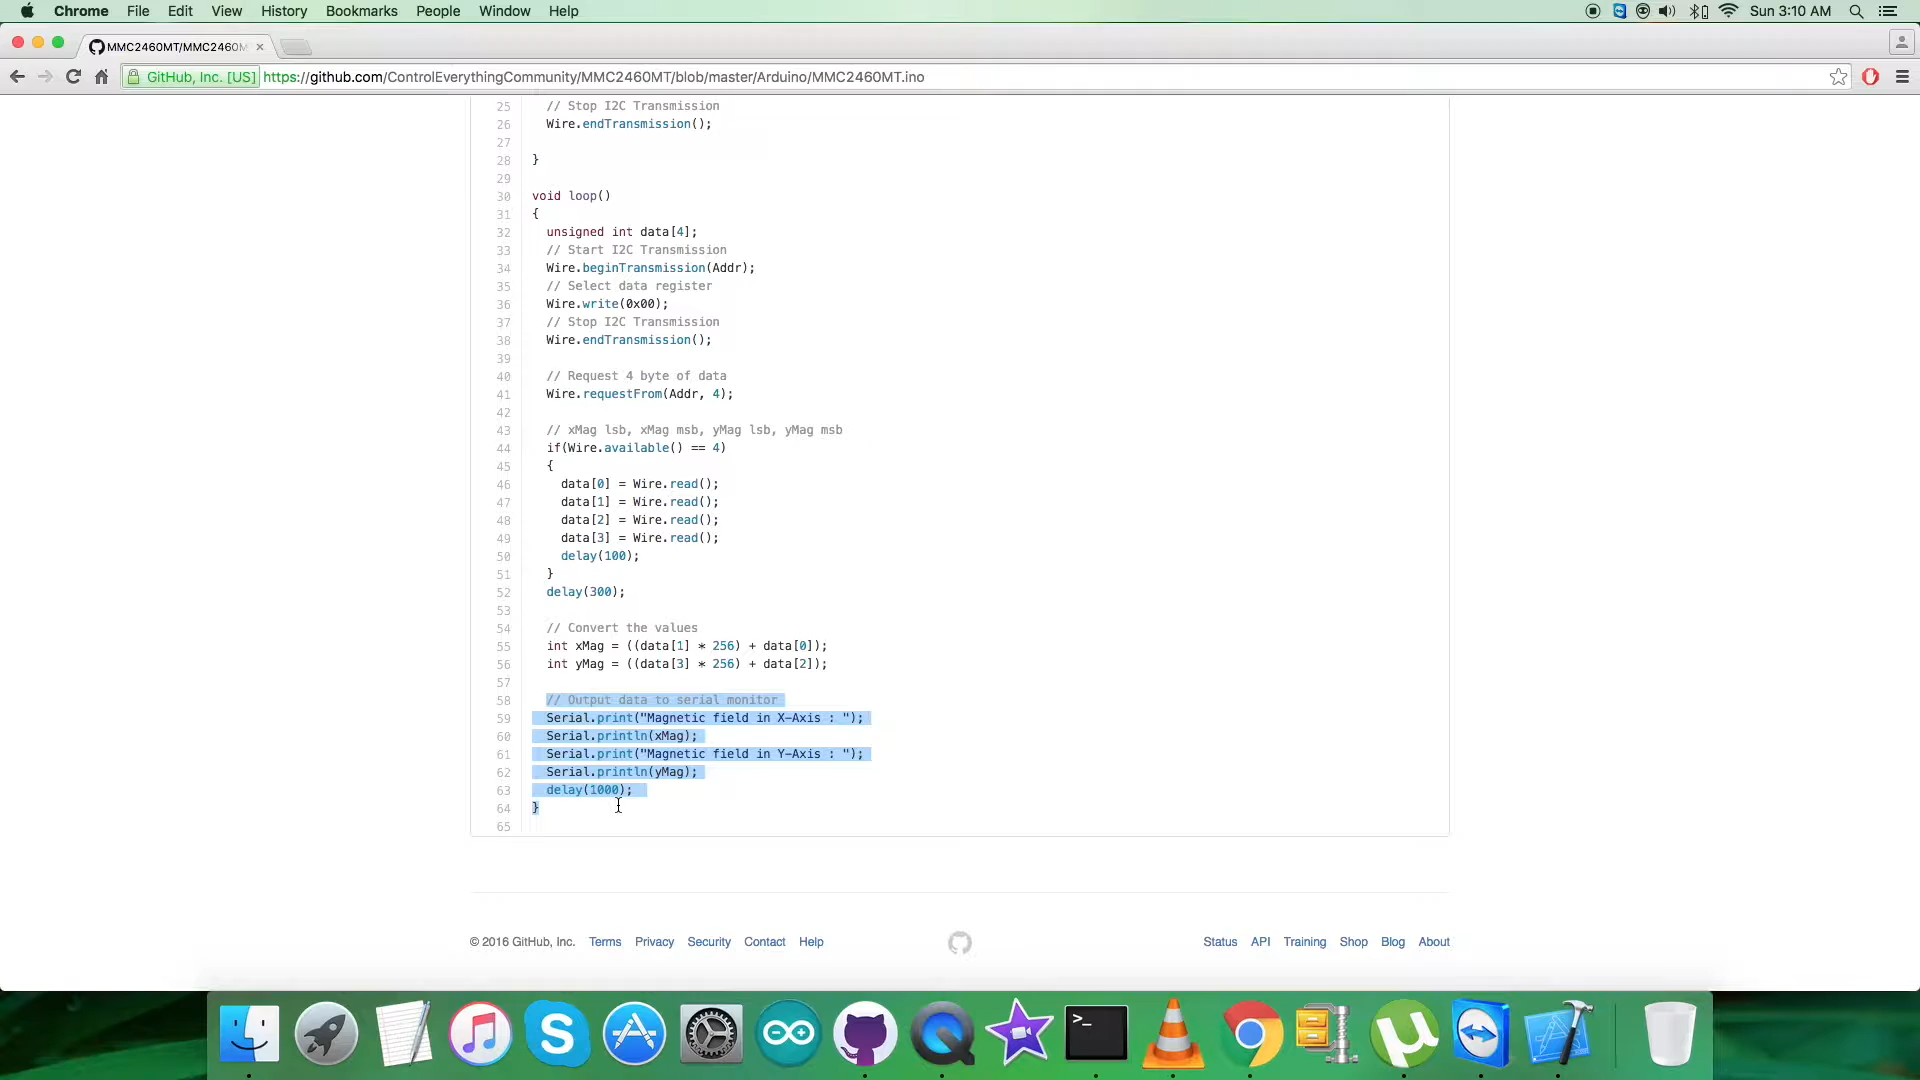 Chrome File Edit View History Bookmarks People Window Help Sun 3:10 AM
MMC2460MT/MMC2460M
GitHub, Inc. [US] https://github.com/ControlEverythingCommunity/MMC2460MT/blob/master/Arduino/MMC2460MT.ino
25 // Stop I2C Transmission
26 Wire.endTransmission();
27
28 }
29
30 void loop()
31 {
32 unsigned int data[4];
33 // Start I2C Transmission
34 Wire.beginTransmission(Addr);
35 // Select data register
36 Wire.write(0x00);
37 // Stop I2C Transmission
38 Wire.endTransmission();
39
40 // Request 4 byte of data
41 Wire.requestFrom(Addr, 4);
42
43 // xMag lsb, xMag msb, yMag lsb, yMag msb
44 if(Wire.available() == 4)
45 {
46 data[0] = Wire.read();
47 data[1] = Wire.read();
48 data[2] = Wire.read();
49 data[3] = Wire.read();
50 delay(100);
51 }
52 delay(300);
53
54 // Convert the values
55 int xMag = ((data[1] * 256) + data[0]);
56 int yMag = ((data[3] * 256) + data[2]);
57
58 // Output data to serial monitor
59 Serial.print("Magnetic field in X-Axis : ");
60 Serial.println(xMag);
61 Serial.print("Magnetic field in Y-Axis : ");
62 Serial.println(yMag);
63 delay(1000);
64 }
65
© 2016 GitHub, Inc. Terms Privacy Security Contact Help Status API Training Shop Blog About